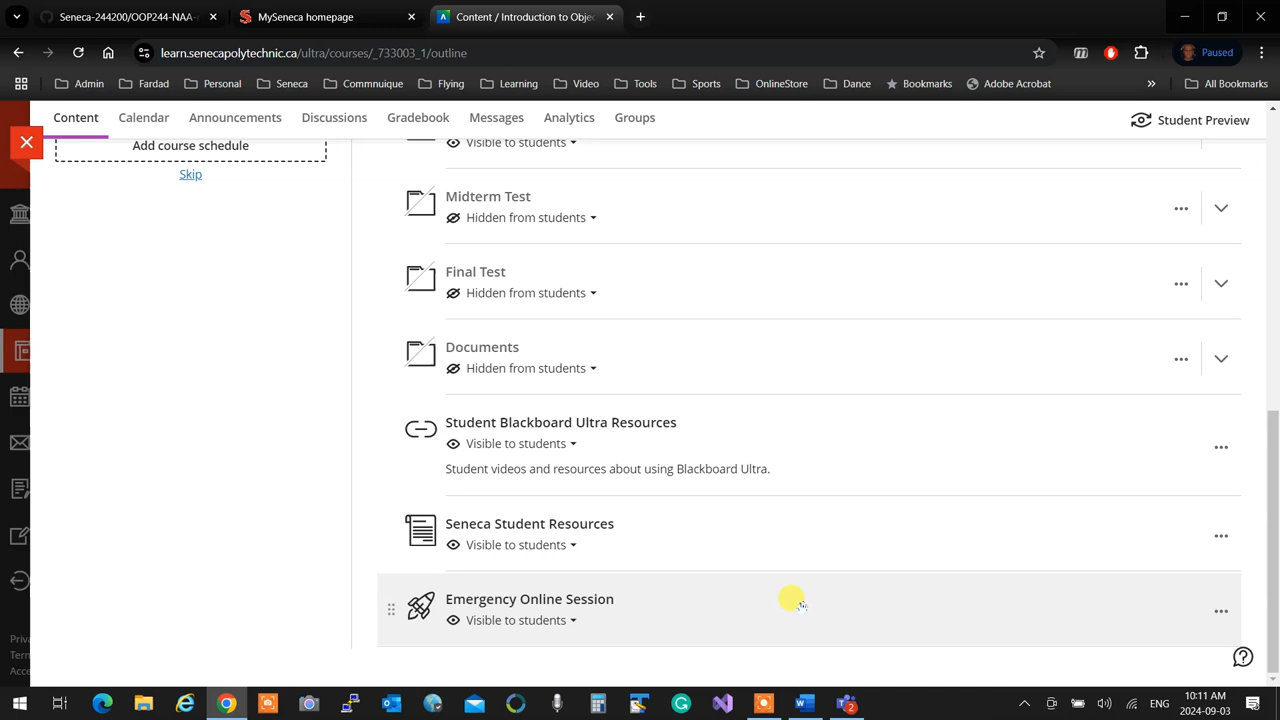 Seneca-244200/OOP244-NAA-
MySeneca homepage
Content / Introduction to Obje
learn.senecapolytechnic.ca/ultra/courses/_733003_1/outline
Paused
Admin
Fardad
Seneca
Commnuique
Flying
Learning
Video
Tools
Sports
OnlineStore
Dance
Bookmarks
Adobe Acrobat
All Bookmarks
Content
Calendar
Announcements
Discussions
Gradebook
Messages
Analytics
Groups
Student Preview
Add course schedule
Skip
Visible to students
Midterm Test
Hidden from students
Final Test
Hidden from students
Documents
Hidden from students
Student Blackboard Ultra Resources
Visible to students
Student videos and resources about using Blackboard Ultra.
Seneca Student Resources
Visible to students
Emergency Online Session
Visible to students
Priva
Term
Acce
ENG
10:11 AM
2024-09-03